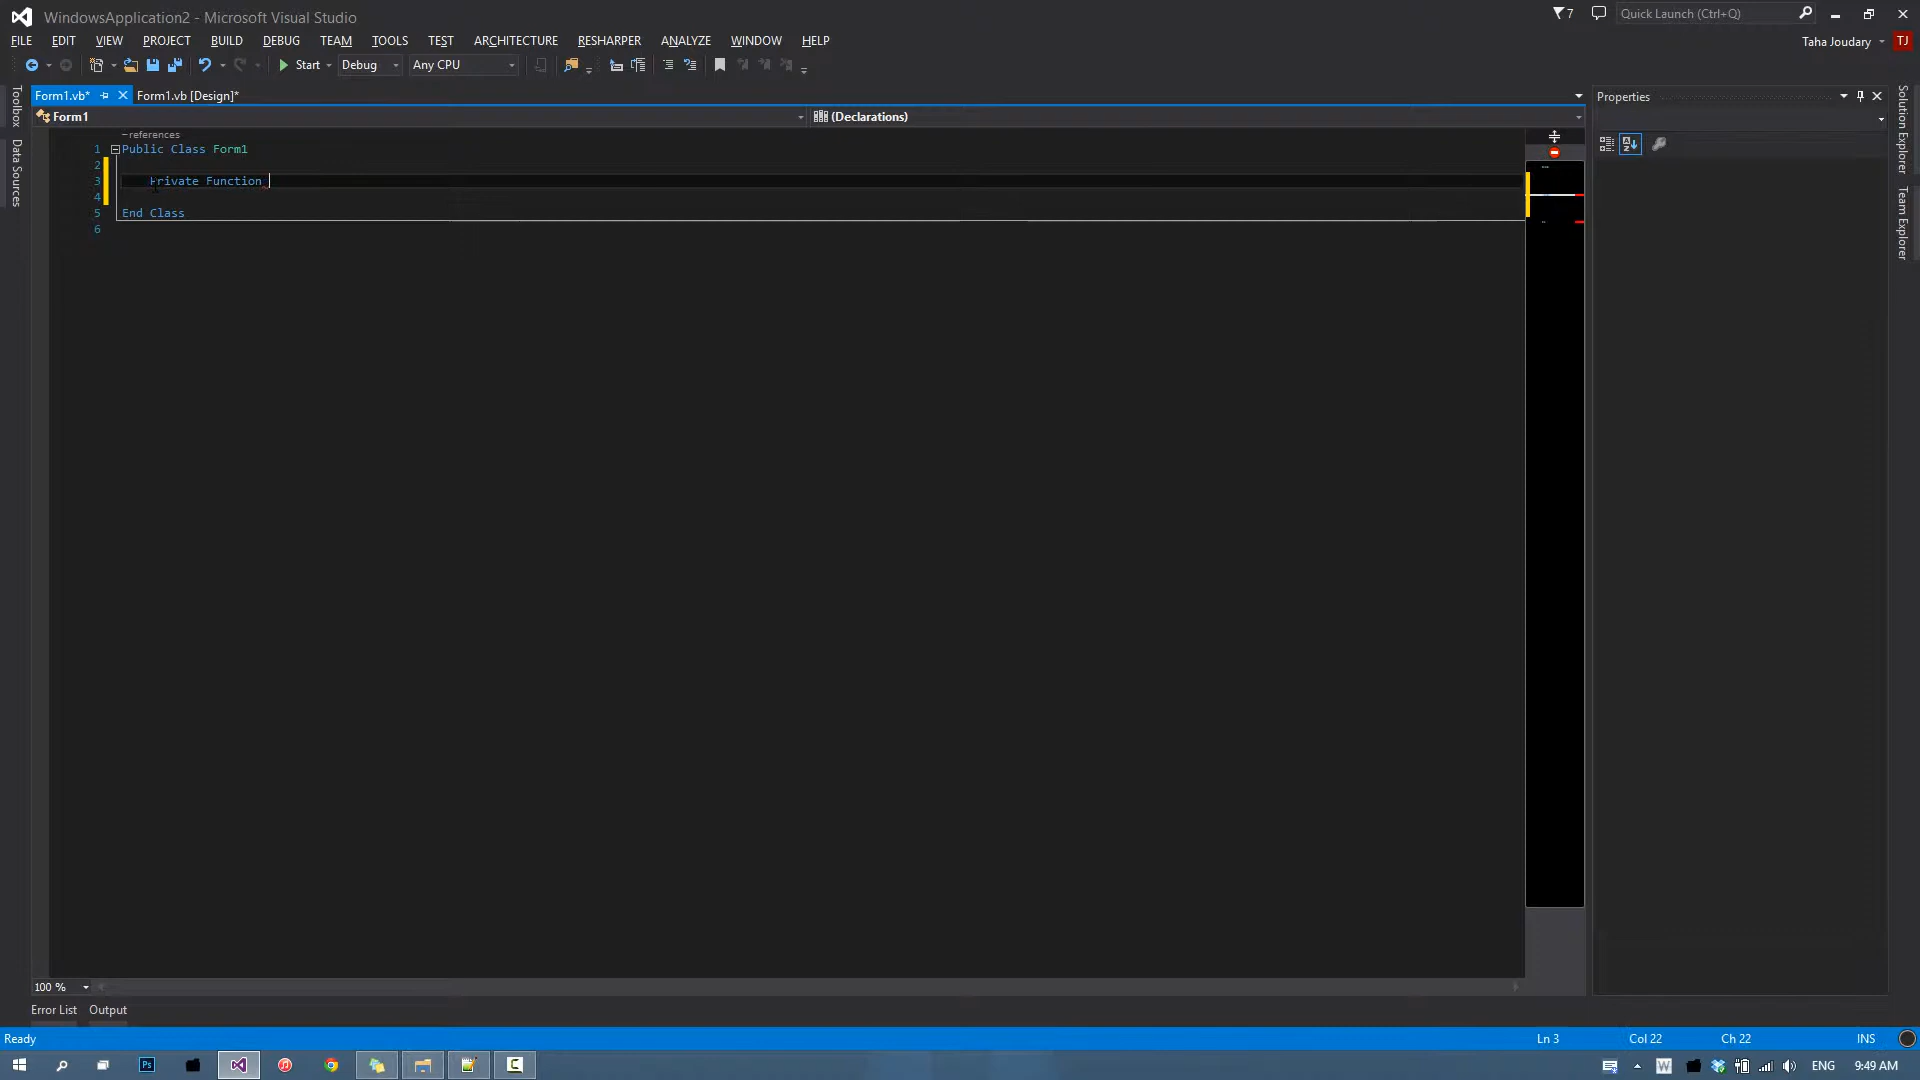 WindowsApplication2 - Microsoft Visual Studio
7
Quick Launch (Ctrl+Q)
FILE EDIT VIEW PROJECT BUILD DEBUG TEAM TOOLS TEST ARCHITECTURE RESHARPER ANALYZE WINDOW HELP
Taha Joudary
TJ
Start
Debug
Any CPU
Toolbox
Data Sources
Form1.vb*
Form1.vb [Design]*
Form1
(Declarations)
Properties
Solution Explorer
Team Explorer
references
1 Public Class Form1
2
3 Private Function
4
5 End Class
6
100 %
Error List Output
Ready
Ln 3
Col 22
Ch 22
INS
Ps
W
ENG
9:49 AM